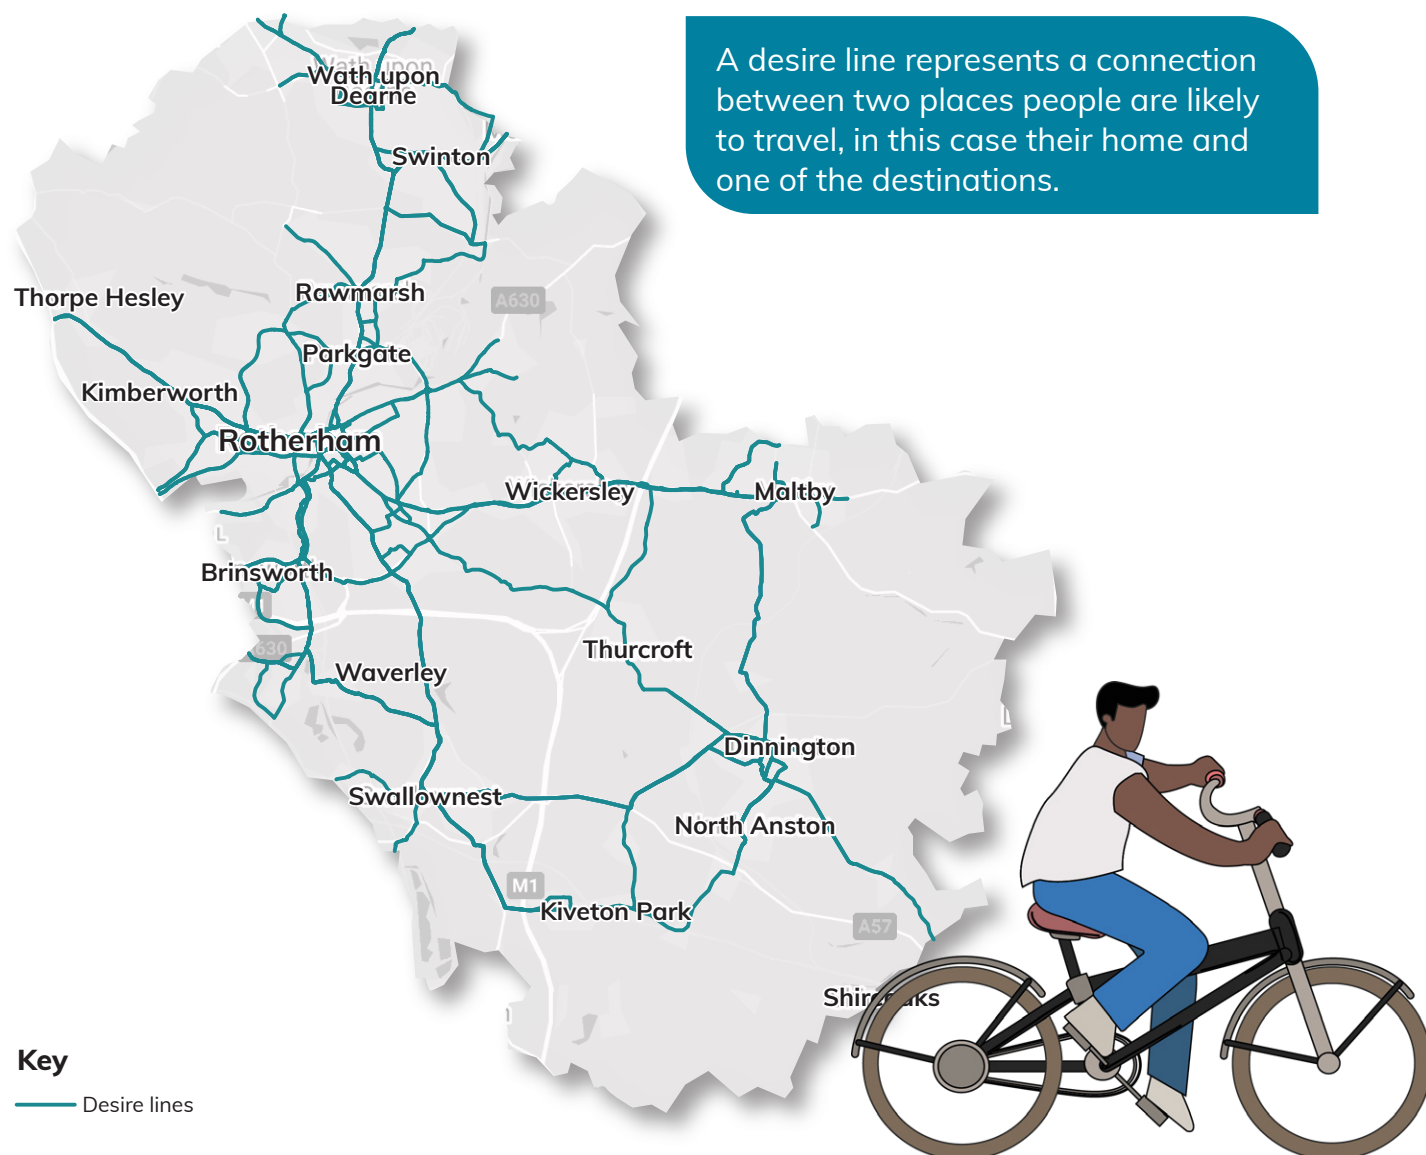 A desire line represents a connection
between two places people are likely
to travel, in this case their home and
one of the destinations.
Wath upon
Wath upon
Dearne
Swinton
Thorpe Hesley
Rawmarsh
A630
Parkgate
Kimberworth
Rotherham
Wickersley
Maltby
L
Brinsworth
630
Thurcroft
Waverley
Dinnington
Swallownest
North Anston
M1
Kiveton Park
A57
Key
Desire lines